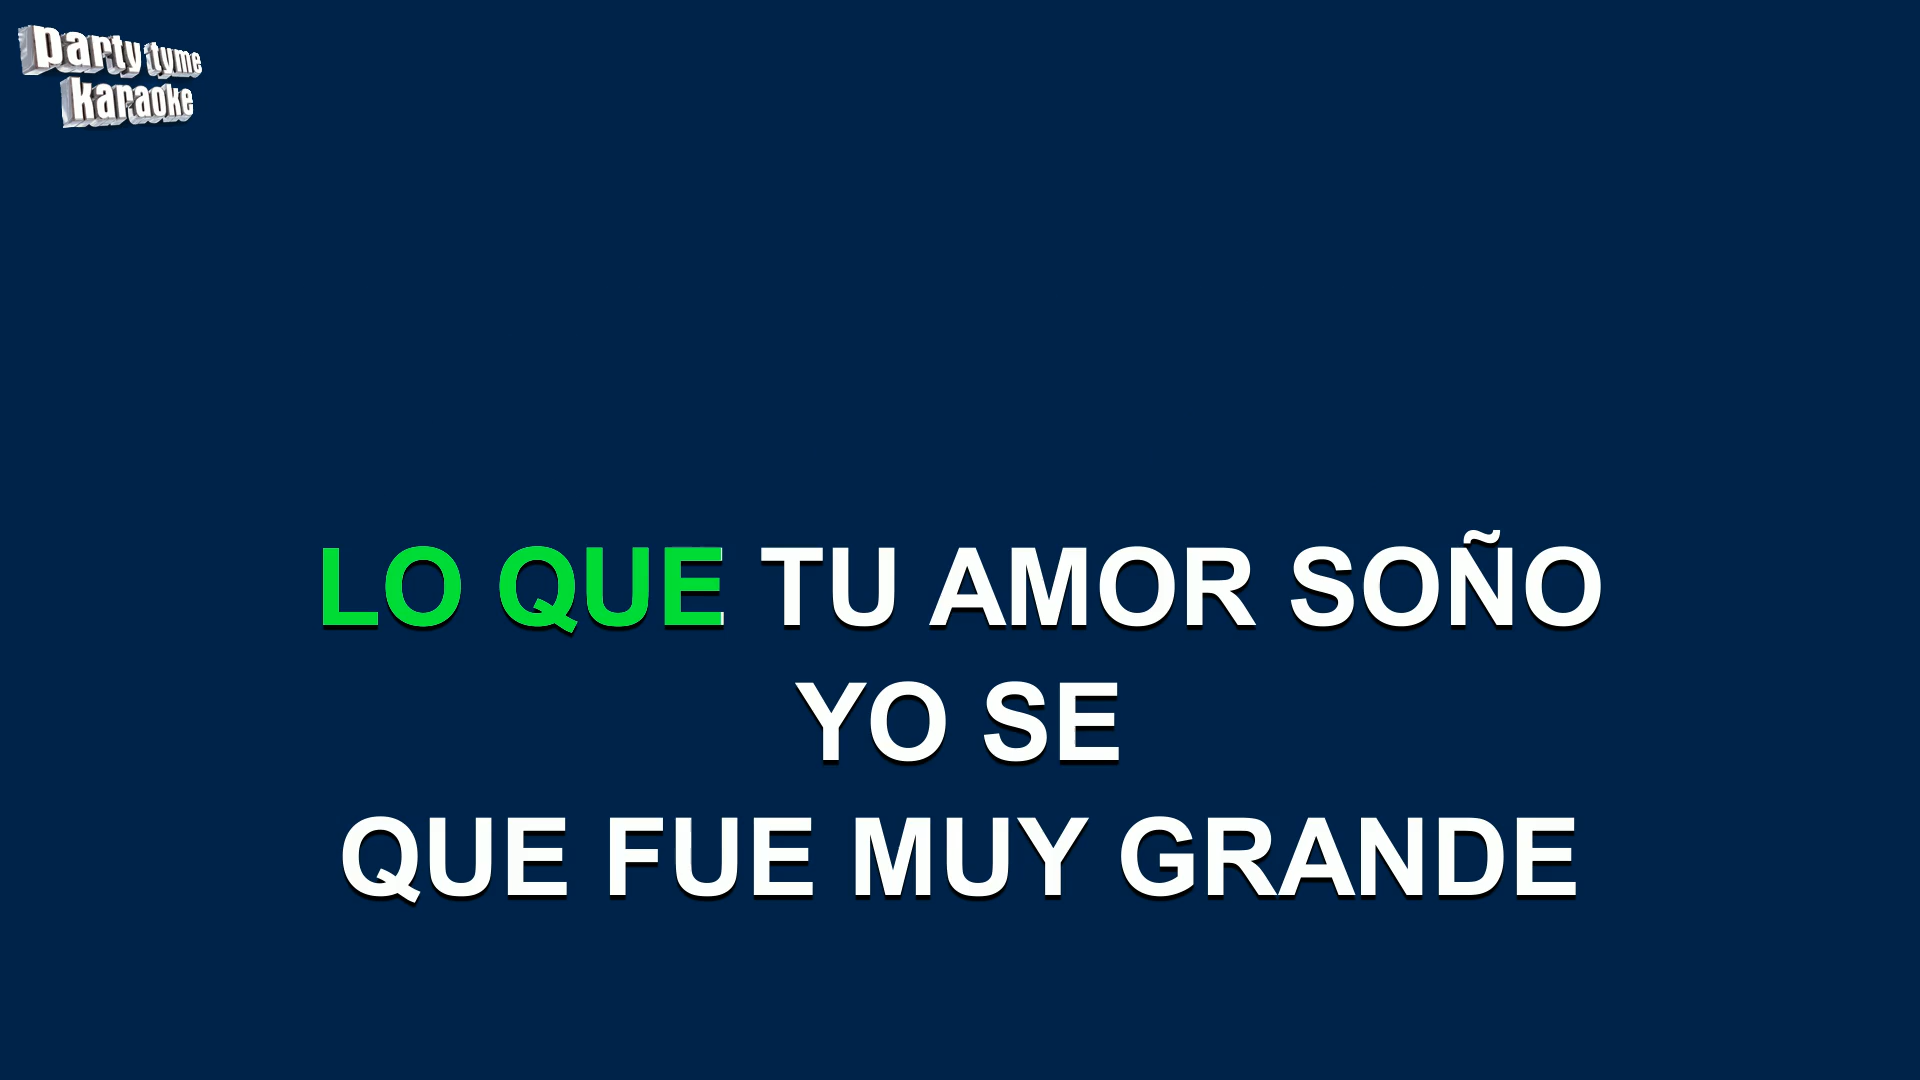 party tyme
karaoke
LO QUE TU AMOR SOÑO
YO SE
QUE FUE MUY GRANDE